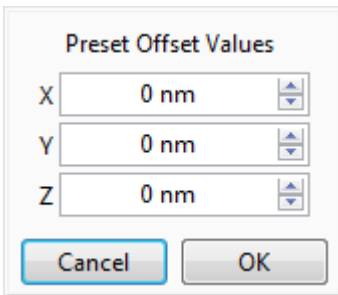 Preset Offset Values
X 0 nm
Y 0 nm
Z 0 nm
Cancel OK